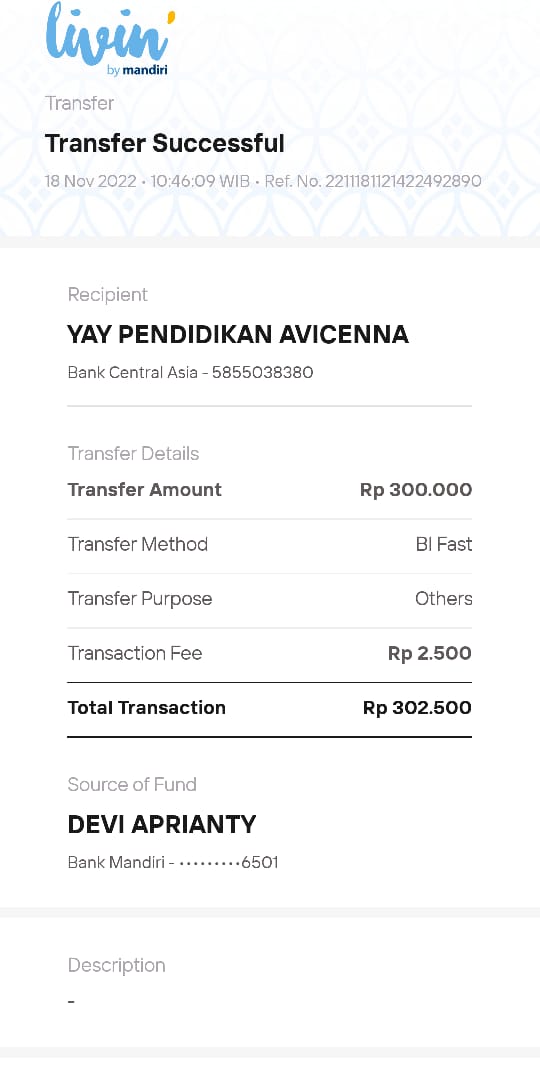 livin'
by mandiri
Transfer
Transfer Successful
18 Nov 2022 • 10:46:09 WIB • Ref. No. 2211181121422492890
Recipient
YAY PENDIDIKAN AVICENNA
Bank Central Asia - 5855038380
Transfer Details
Transfer Amount Rp 300.000
Transfer Method BI Fast
Transfer Purpose Others
Transaction Fee Rp 2.500
Total Transaction Rp 302.500
Source of Fund
DEVI APRIANTY
Bank Mandiri - •••••••••6501
Description
-